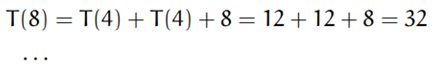 T(8) = T(4) + T(4) + 8 = 12 + 12 + 8 = 32
...